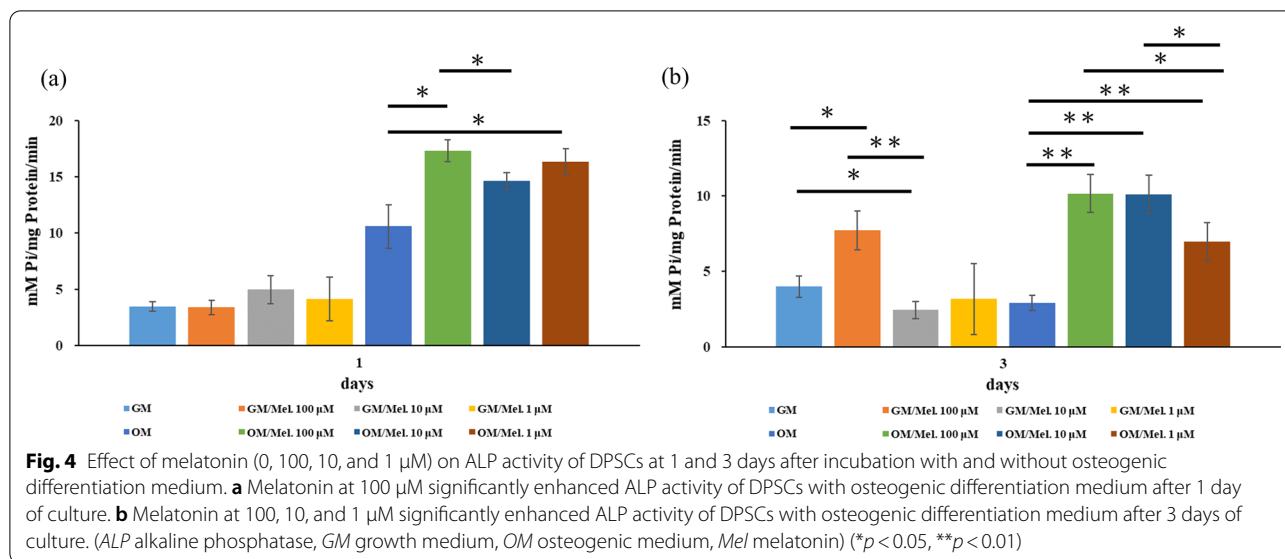 (a)
* 
*
*
20
15
10
5
0
mM Pi/mg Protein/min
1
days
GM GM/Mel. 100 µM GM/Mel. 10 µM GM/Mel. 1 µM
OM OM/Mel. 100 µM OM/Mel. 10 µM OM/Mel. 1 µM
(b)
*
*
**
**
**
*
**
*
15
10
5
0
mM Pi/mg Protein/min
3
days
GM GM/Mel. 100 µM GM/Mel. 10 µM GM/Mel. 1 µM
OM OM/Mel. 100 µM OM/Mel. 10 µM OM/Mel. 1 µM
Fig. 4 Effect of melatonin (0, 100, 10, and 1 µM) on ALP activity of DPSCs at 1 and 3 days after incubation with and without osteogenic
differentiation medium. a Melatonin at 100 µM significantly enhanced ALP activity of DPSCs with osteogenic differentiation medium after 1 day
of culture. b Melatonin at 100, 10, and 1 µM significantly enhanced ALP activity of DPSCs with osteogenic differentiation medium after 3 days of
culture. (ALP alkaline phosphatase, GM growth medium, OM osteogenic medium, Mel melatonin) (*p < 0.05, **p < 0.01)